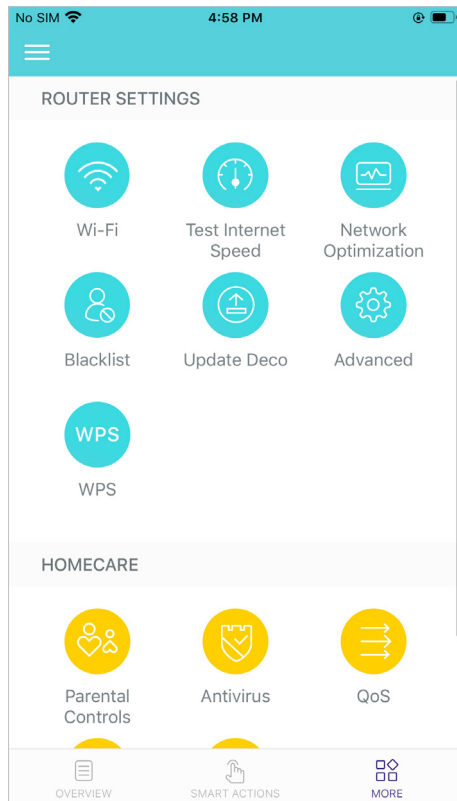 No SIM 4:58 PM
ROUTER SETTINGS
Wi-Fi Test Internet Network
Speed Optimization
Blacklist Update Deco Advanced
WPS
WPS
HOMECARE
Parental Antivirus QoS
Controls
OVERVIEW SMART ACTIONS MORE